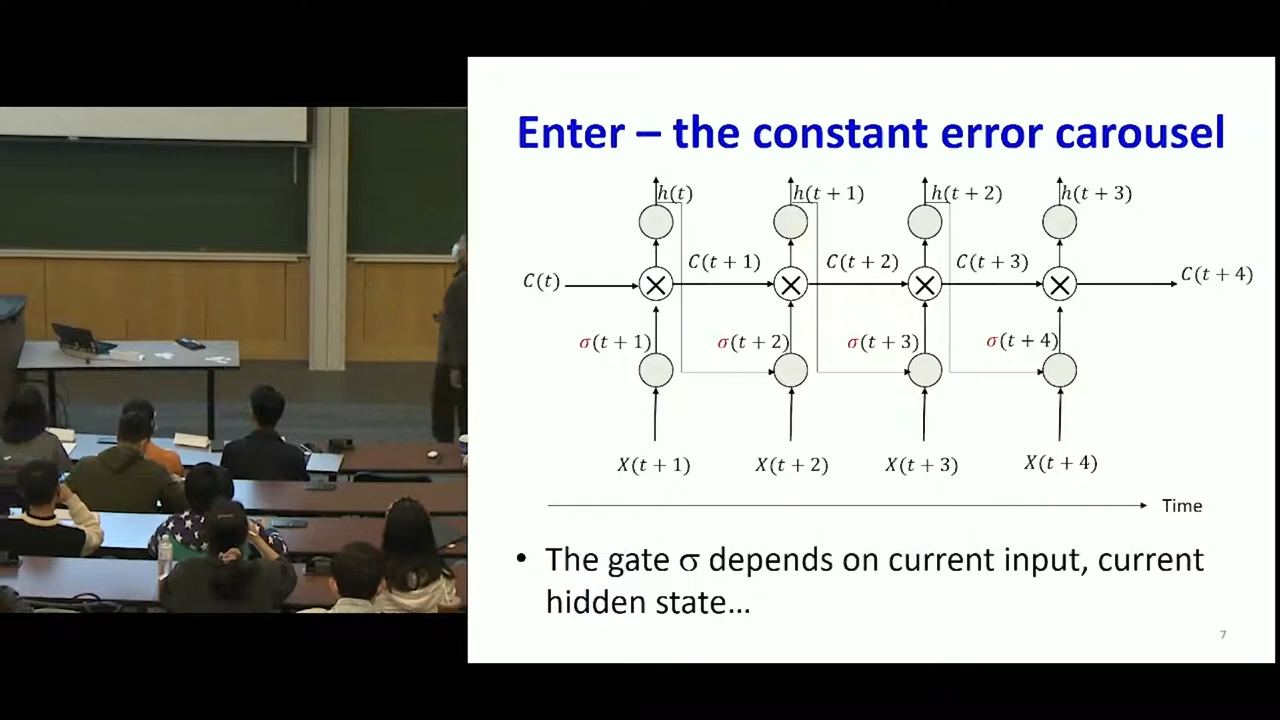 Enter – the constant error carousel
h(t) h(t + 1) h(t + 2) h(t + 3)
C(t) C(t + 1) C(t + 2) C(t + 3) C(t + 4)
σ(t + 1) σ(t + 2) σ(t + 3) σ(t + 4)
X(t + 1) X(t + 2) X(t + 3) X(t + 4)
Time
• The gate σ depends on current input, current
hidden state...
7